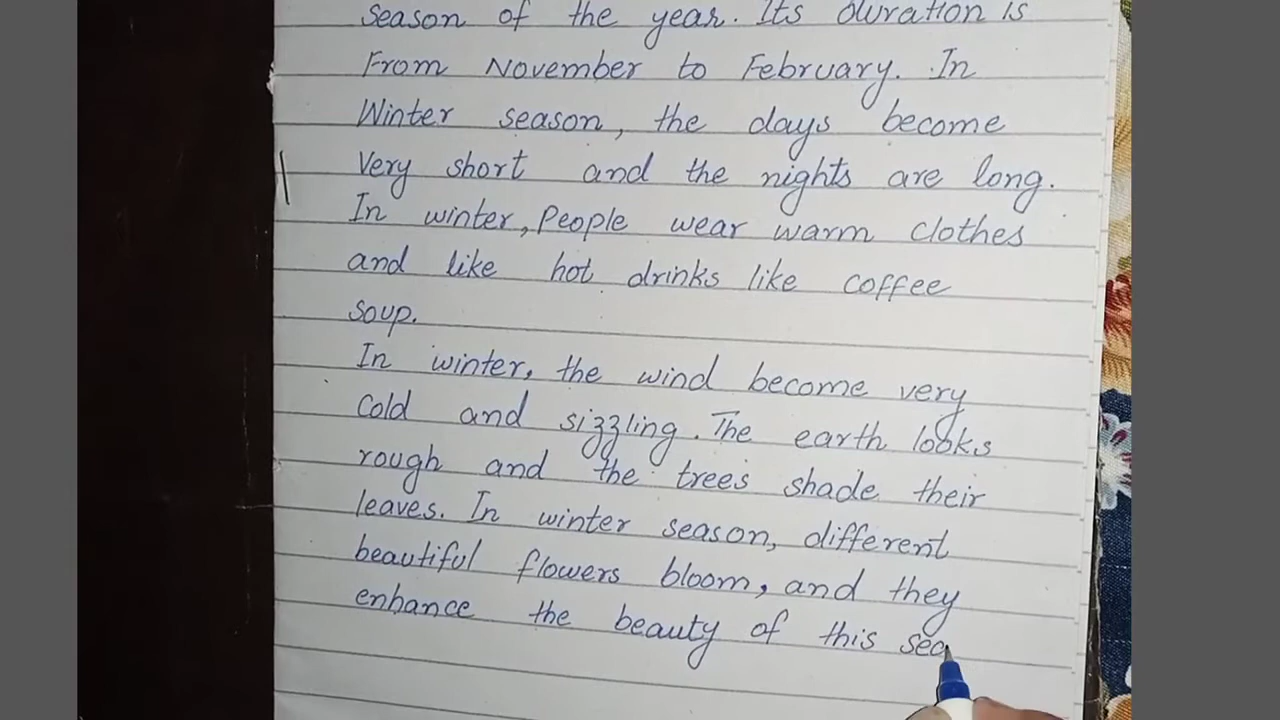 season of the year. Its duration is
From November to February. In
Winter season, the days become
Very short and the nights are long.
In winter, People wear warm clothes
and like hot drinks like coffee
soup.
In winter, the wind become very
Cold and sizzling. The earth looks
rough and the trees shade their
leaves. In winter season, different
beautiful flowers bloom, and they
enhance the beauty of this sea